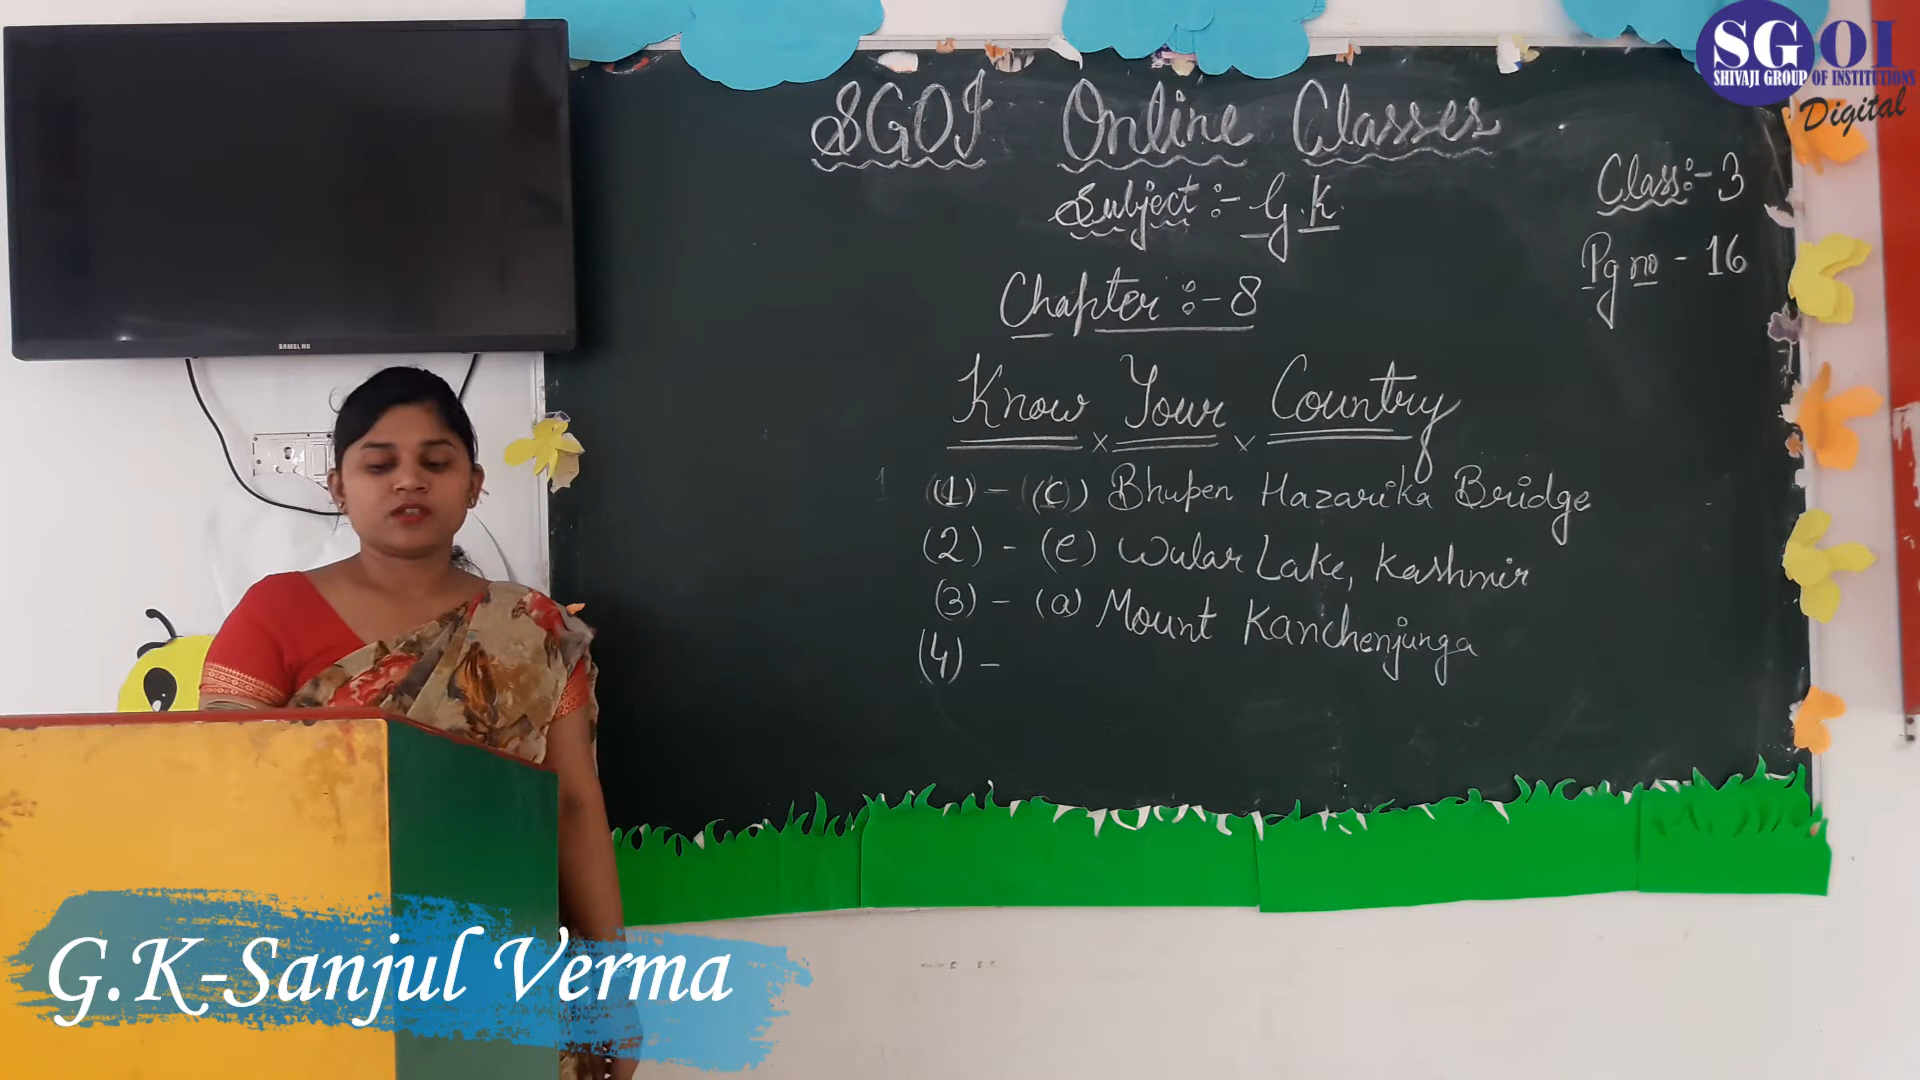 SGOI
SHIVAJI GROUP OF INSTITUTIONS
Digital
SGOI Online Classes
Subject :- G.K.
Class:- 3
Pg no - 16
Chapter :- 8
Know Your Country
(1) - (c) Bhupen Hazarika Bridge
(2) - (e) Wular Lake, Kashmir
(3) - (a) Mount Kanchenjunga
(4) -
SAMSUNG
G.K-Sanjul Verma